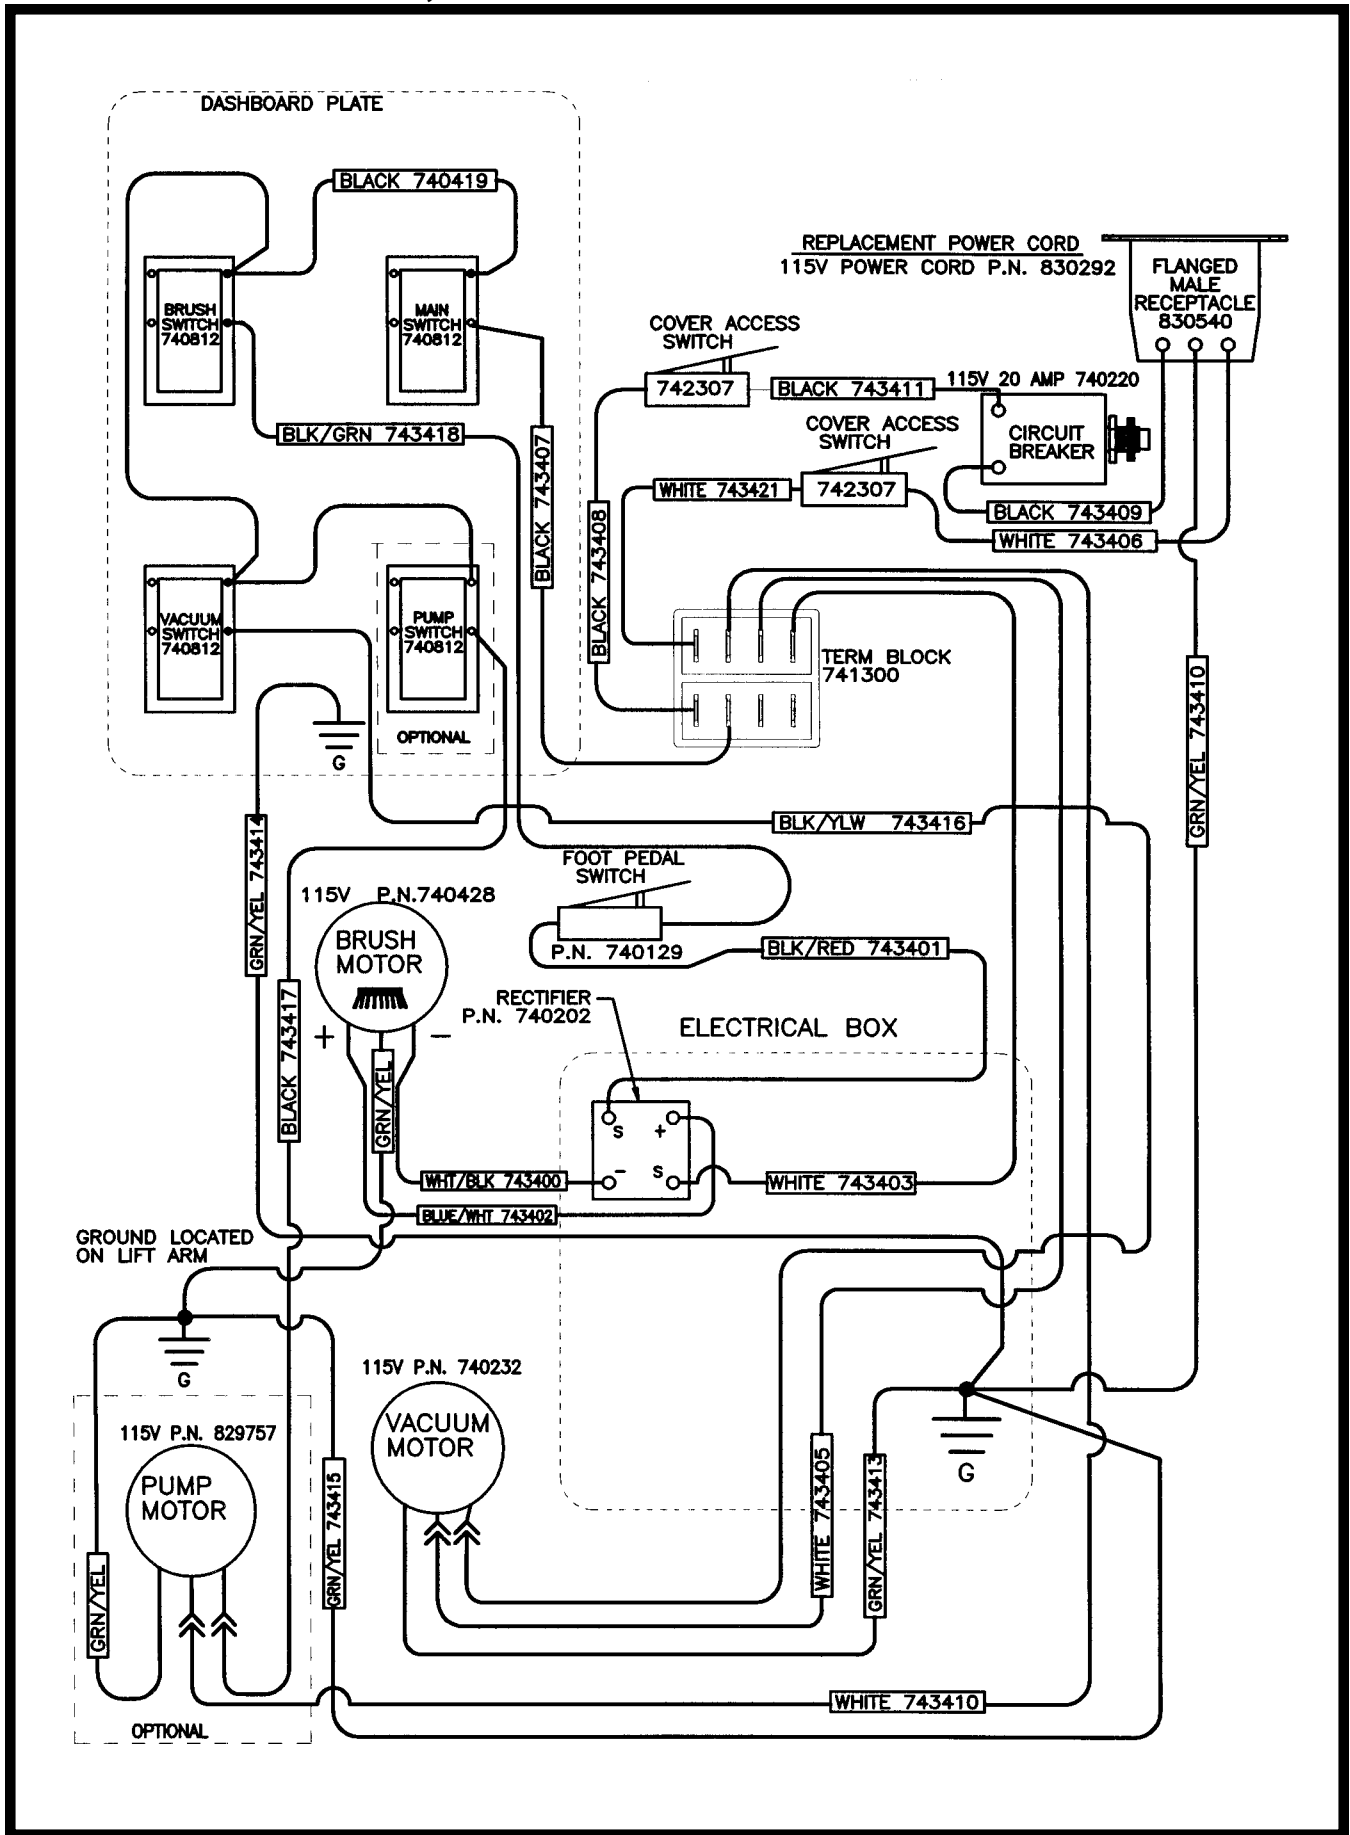 DASHBOARD PLATE
BLACK 740419
BRUSH
SWITCH
740812
MAIN
SWITCH
740812
REPLACEMENT POWER CORD
115V POWER CORD P.N. 830292
FLANGED
MALE
RECEPTACLE
830540
COVER ACCESS
SWITCH
742307
BLACK 743411
115V 20 AMP 740220
CIRCUIT
BREAKER
COVER ACCESS
SWITCH
742307
WHITE 743421
BLACK 743409
WHITE 743406
BLK/GRN 743418
BLACK 743407
BLACK 743408
VACUUM
SWITCH
740812
PUMP
SWITCH
740812
OPTIONAL
G
TERM BLOCK
741300
GRN/YEL 743410
GRN/YEL 743414
BLK/YLW 743416
FOOT PEDAL
SWITCH
P.N. 740129
115V P.N.740428
BRUSH
MOTOR
+
−
BLK/RED 743401
RECTIFIER
P.N. 740202
ELECTRICAL BOX
BLACK 743417
GRN/YEL
S
+
−
S
WHT/BLK 743400
WHITE 743403
BLUE/WHT 743402
GROUND LOCATED
ON LIFT ARM
G
115V P.N. 740232
VACUUM
MOTOR
115V P.N. 829757
PUMP
MOTOR
GRN/YEL
GRN/YEL 743415
WHITE 743405
GRN/YEL 743413
G
WHITE 743410
OPTIONAL